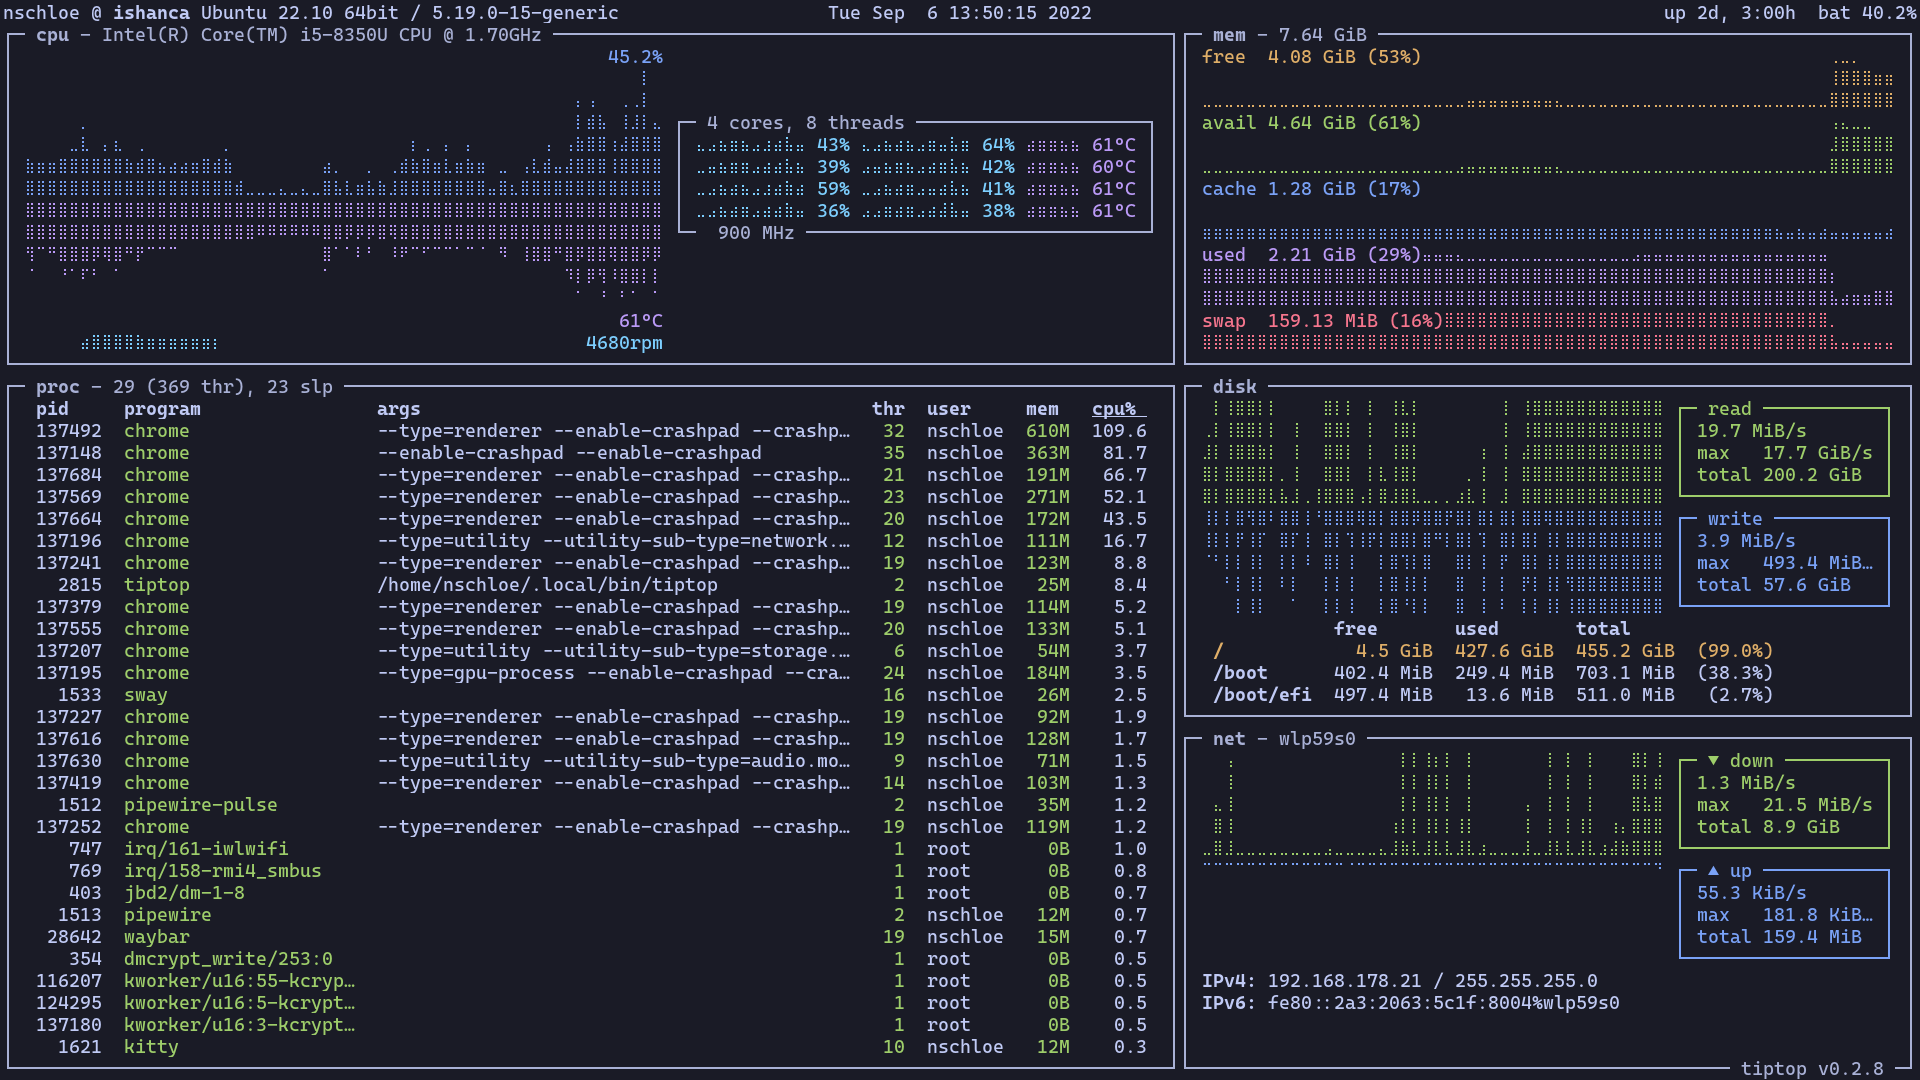 nschloe @ ishanca Ubuntu 22.10 64bit / 5.19.0-15-generic
Tue Sep  6 13:50:15 2022
up 2d, 3:00h  bat 40.2%
cpu - Intel(R) Core(TM) i5-8350U CPU @ 1.70GHz
45.2%
4 cores, 8 threads
43% 64% 61°C
39% 42% 60°C
59% 41% 61°C
36% 38% 61°C
900 MHz
61°C
4680rpm
mem - 7.64 GiB
free  4.08 GiB (53%)
avail 4.64 GiB (61%)
cache 1.28 GiB (17%)
used  2.21 GiB (29%)
swap  159.13 MiB (16%)
proc - 29 (369 thr), 23 slp
pid program args thr user mem cpu%
137492 chrome --type=renderer --enable-crashpad --crashp… 32 nschloe 610M 109.6
137148 chrome --enable-crashpad --enable-crashpad 35 nschloe 363M 81.7
137684 chrome --type=renderer --enable-crashpad --crashp… 21 nschloe 191M 66.7
137569 chrome --type=renderer --enable-crashpad --crashp… 23 nschloe 271M 52.1
137664 chrome --type=renderer --enable-crashpad --crashp… 20 nschloe 172M 43.5
137196 chrome --type=utility --utility-sub-type=network.… 12 nschloe 111M 16.7
137241 chrome --type=renderer --enable-crashpad --crashp… 19 nschloe 123M 8.8
2815 tiptop /home/nschloe/.local/bin/tiptop 2 nschloe 25M 8.4
137379 chrome --type=renderer --enable-crashpad --crashp… 19 nschloe 114M 5.2
137555 chrome --type=renderer --enable-crashpad --crashp… 20 nschloe 133M 5.1
137207 chrome --type=utility --utility-sub-type=storage.… 6 nschloe 54M 3.7
137195 chrome --type=gpu-process --enable-crashpad --cra… 24 nschloe 184M 3.5
1533 sway 16 nschloe 26M 2.5
137227 chrome --type=renderer --enable-crashpad --crashp… 19 nschloe 92M 1.9
137616 chrome --type=renderer --enable-crashpad --crashp… 19 nschloe 128M 1.7
137630 chrome --type=utility --utility-sub-type=audio.mo… 9 nschloe 71M 1.5
137419 chrome --type=renderer --enable-crashpad --crashp… 14 nschloe 103M 1.3
1512 pipewire-pulse 2 nschloe 35M 1.2
137252 chrome --type=renderer --enable-crashpad --crashp… 19 nschloe 119M 1.2
747 irq/161-iwlwifi 1 root 0B 1.0
769 irq/158-rmi4_smbus 1 root 0B 0.8
403 jbd2/dm-1-8 1 root 0B 0.7
1513 pipewire 2 nschloe 12M 0.7
28642 waybar 19 nschloe 15M 0.7
354 dmcrypt_write/253:0 1 root 0B 0.5
116207 kworker/u16:55-kcryp… 1 root 0B 0.5
124295 kworker/u16:5-kcrypt… 1 root 0B 0.5
137180 kworker/u16:3-kcrypt… 1 root 0B 0.5
1621 kitty 10 nschloe 12M 0.3
disk
read
19.7 MiB/s
max   17.7 GiB/s
total 200.2 GiB
write
3.9 MiB/s
max   493.4 MiB…
total 57.6 GiB
free used total
/ 4.5 GiB 427.6 GiB 455.2 GiB (99.0%)
/boot 402.4 MiB 249.4 MiB 703.1 MiB (38.3%)
/boot/efi 497.4 MiB 13.6 MiB 511.0 MiB (2.7%)
net - wlp59s0
▼ down
1.3 MiB/s
max   21.5 MiB/s
total 8.9 GiB
▲ up
55.3 KiB/s
max   181.8 KiB…
total 159.4 MiB
IPv4: 192.168.178.21 / 255.255.255.0
IPv6: fe80::2a3:2063:5c1f:8004%wlp59s0
tiptop v0.2.8